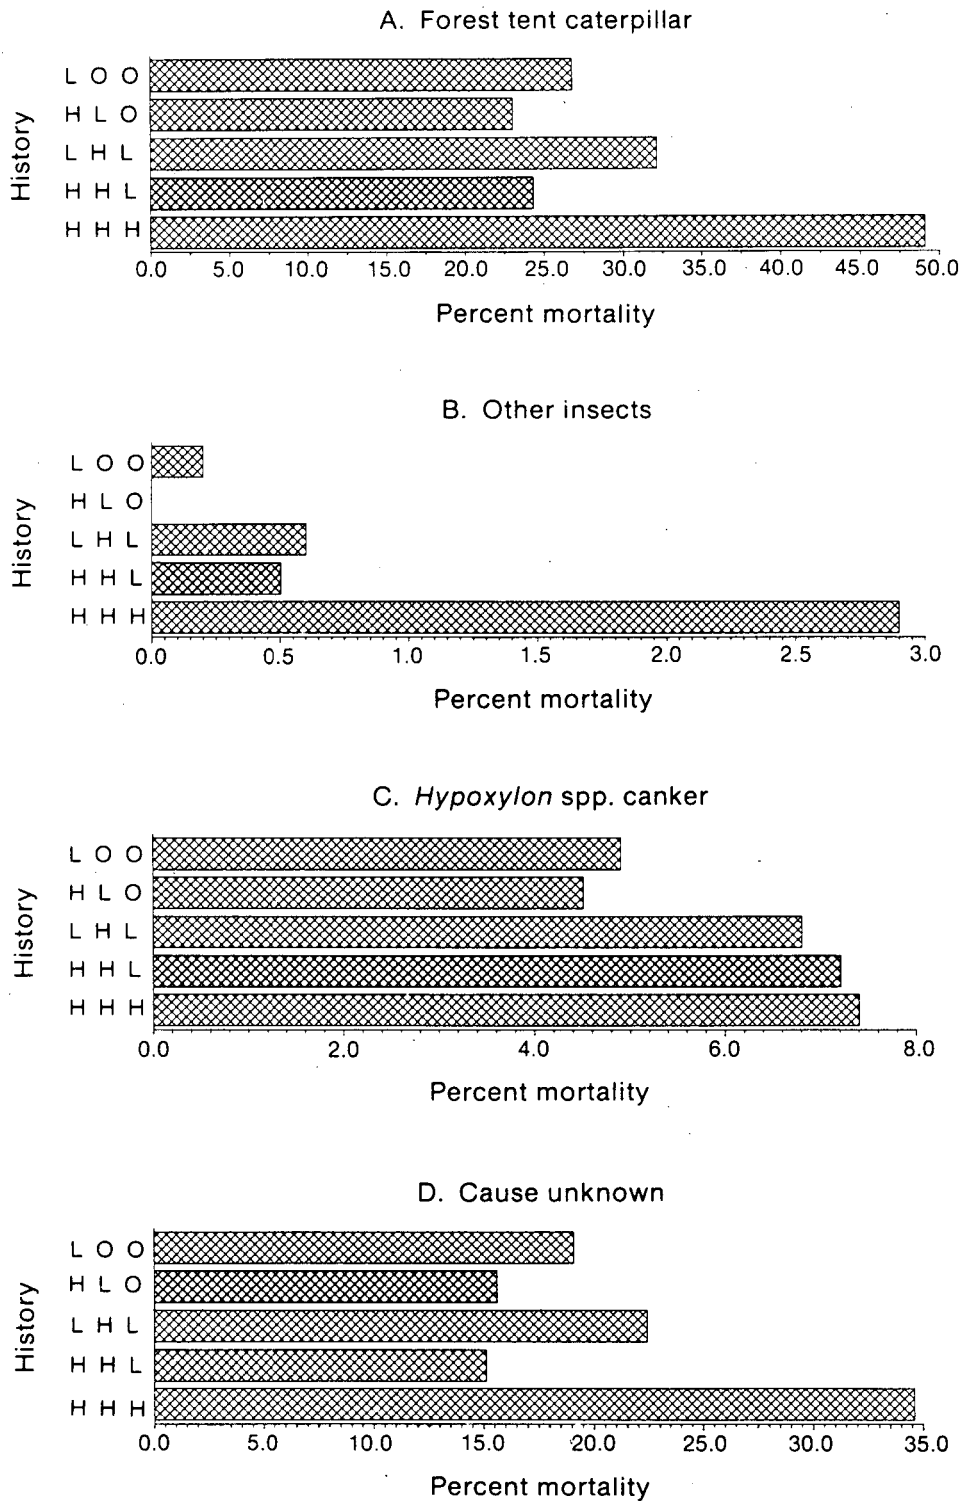 A. Forest tent caterpillar
History
L O O
H L O
L H L
H H L
H H H
0.0 5.0 10.0 15.0 20.0 25.0 30.0 35.0 40.0 45.0 50.0
Percent mortality
B. Other insects
History
L O O
H L O
L H L
H H L
H H H
0.0 0.5 1.0 1.5 2.0 2.5 3.0
Percent mortality
C. Hypoxylon spp. canker
History
L O O
H L O
L H L
H H L
H H H
0.0 2.0 4.0 6.0 8.0
Percent mortality
D. Cause unknown
History
L O O
H L O
L H L
H H L
H H H
0.0 5.0 10.0 15.0 20.0 25.0 30.0 35.0
Percent mortality